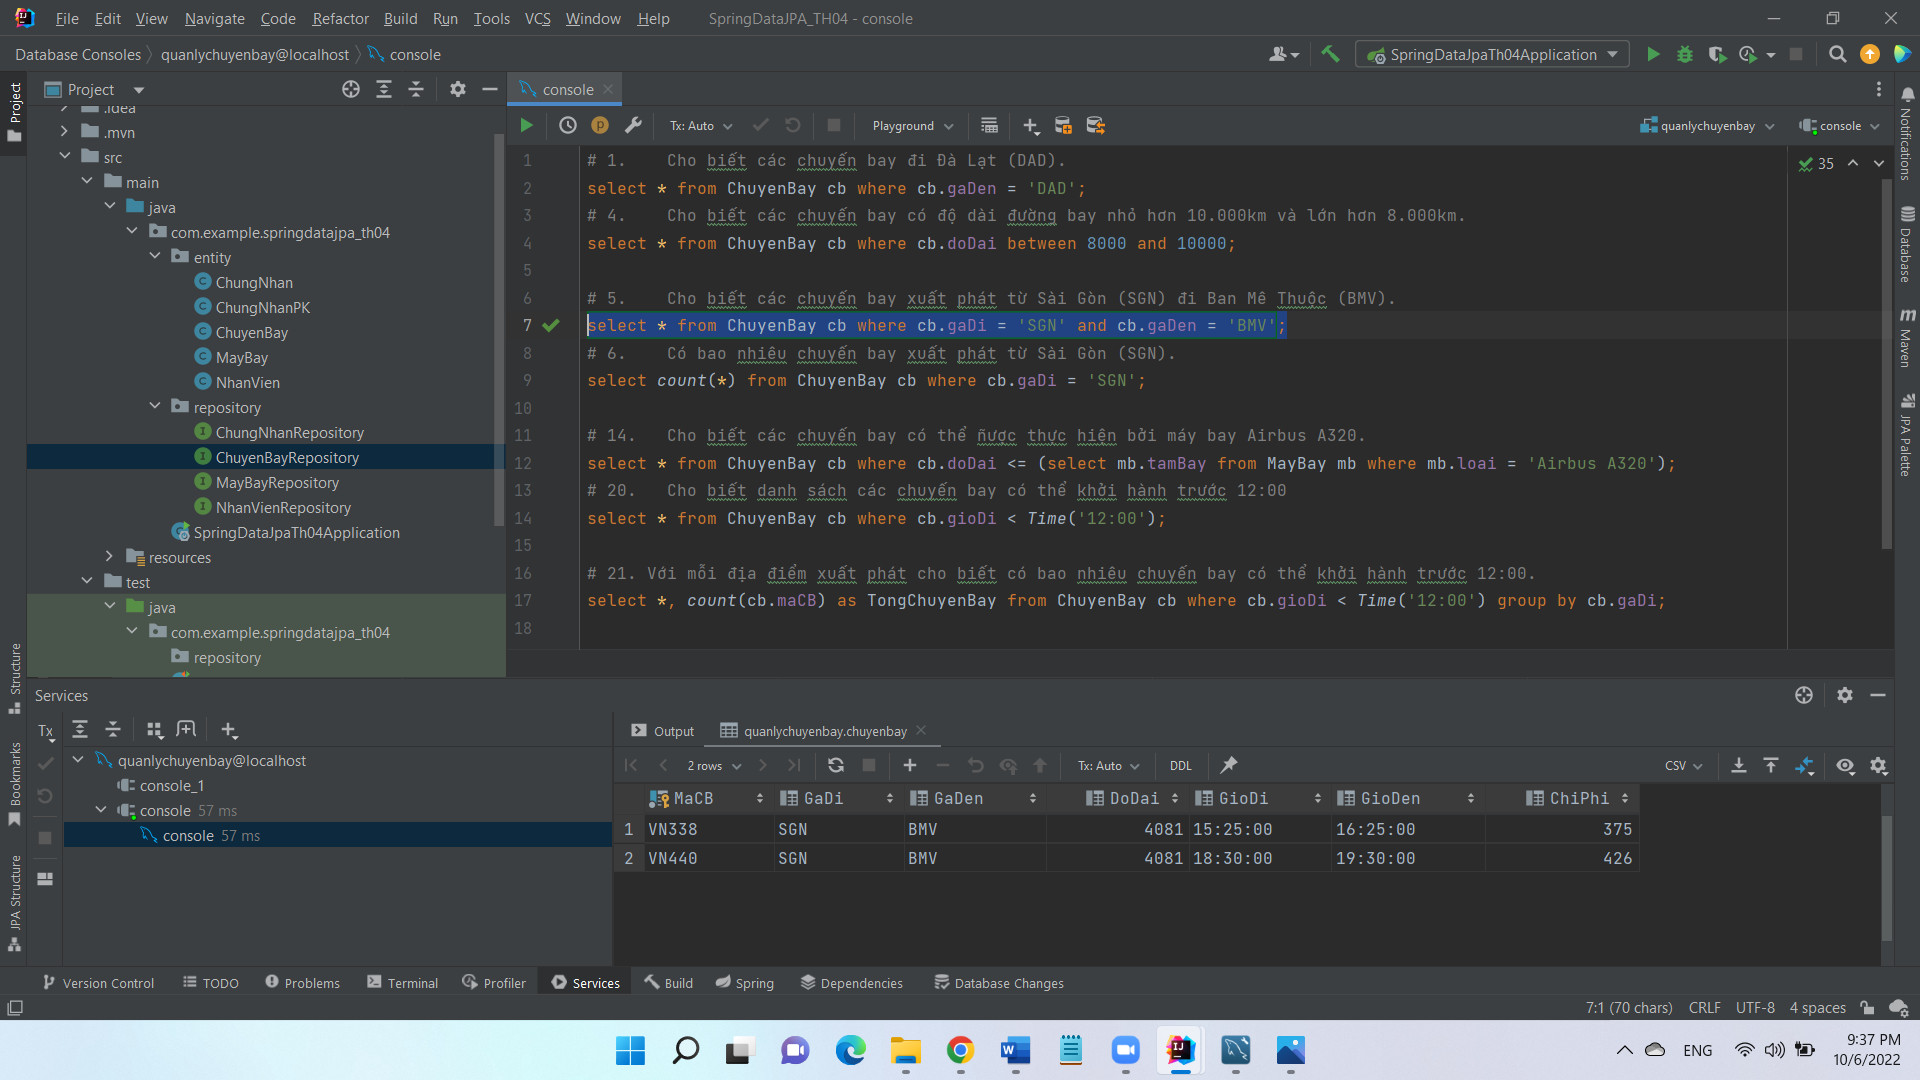 File Edit View Navigate Code Refactor Build Run Tools VCS Window Help SpringDataJPA_TH04 - console
Database Consoles quanlychuyenbay@localhost console SpringDataJpaTh04Application
Project console
Tx: Auto Playground quanlychuyenbay console
Project
.idea
.mvn
src
main
java
com.example.springdatajpa_th04
entity
ChungNhan
ChungNhanPK
ChuyenBay
MayBay
NhanVien
repository
ChungNhanRepository
ChuyenBayRepository
MayBayRepository
NhanVienRepository
SpringDataJpaTh04Application
resources
test
java
com.example.springdatajpa_th04
repository
Structure
Bookmarks
JPA Structure
35
1 # 1. Cho biết các chuyến bay đi Đà Lạt (DAD).
2 select * from ChuyenBay cb where cb.gaDen = 'DAD';
3 # 4. Cho biết các chuyến bay có độ dài đường bay nhỏ hơn 10.000km và lớn hơn 8.000km.
4 select * from ChuyenBay cb where cb.doDai between 8000 and 10000;
5
6 # 5. Cho biết các chuyến bay xuất phát từ Sài Gòn (SGN) đi Ban Mê Thuộc (BMV).
7 select * from ChuyenBay cb where cb.gaDi = 'SGN' and cb.gaDen = 'BMV';
8 # 6. Có bao nhiêu chuyến bay xuất phát từ Sài Gòn (SGN).
9 select count(*) from ChuyenBay cb where cb.gaDi = 'SGN';
10
11 # 14. Cho biết các chuyến bay có thể ñược thực hiện bởi máy bay Airbus A320.
12 select * from ChuyenBay cb where cb.doDai <= (select mb.tamBay from MayBay mb where mb.loai = 'Airbus A320');
13 # 20. Cho biết danh sách các chuyến bay có thể khởi hành trước 12:00
14 select * from ChuyenBay cb where cb.gioDi < Time('12:00');
15
16 # 21. Với mỗi địa điểm xuất phát cho biết có bao nhiêu chuyến bay có thể khởi hành trước 12:00.
17 select *, count(cb.maCB) as TongChuyenBay from ChuyenBay cb where cb.gioDi < Time('12:00') group by cb.gaDi;
18
Notifications
Database
Maven
JPA Palette
Services
Tx
quanlychuyenbay@localhost
console_1
console 57 ms
console 57 ms
Output quanlychuyenbay.chuyenbay
2 rows Tx: Auto DDL CSV
MaCB GaDi GaDen DoDai GioDi GioDen ChiPhi
1 VN338 SGN BMV 4081 15:25:00 16:25:00 375
2 VN440 SGN BMV 4081 18:30:00 19:30:00 426
Version Control TODO Problems Terminal Profiler Services Build Spring Dependencies Database Changes
7:1 (70 chars) CRLF UTF-8 4 spaces
ENG 9:37 PM
10/6/2022